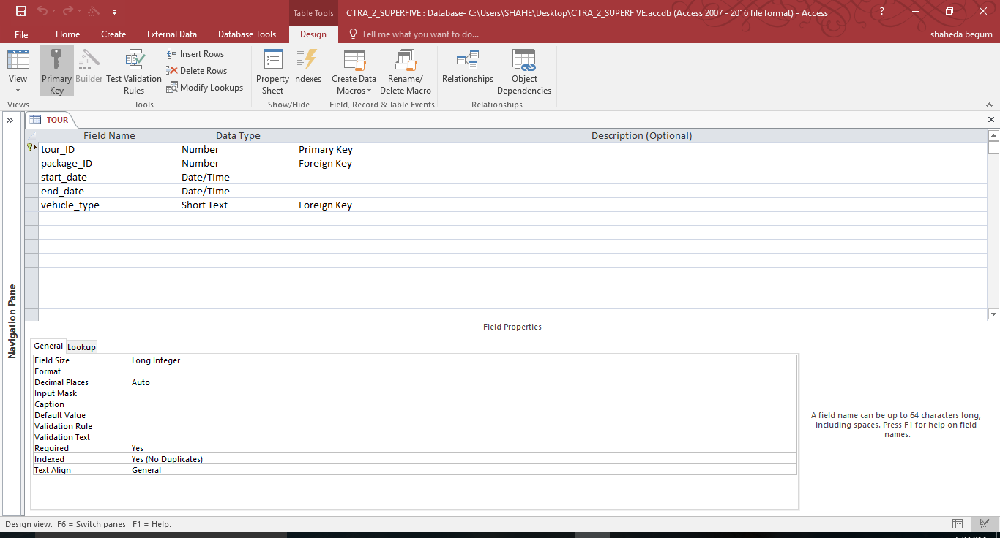 Table Tools
CTRA_2_SUPERFIVE : Database- C:\Users\SHAHE\Desktop\CTRA_2_SUPERFIVE.accdb (Access 2007 - 2016 file format) - Access
?
File Home Create External Data Database Tools Design Tell me what you want to do... shaheda begum
View
Primary Key
Builder
Test Validation Rules
Insert Rows
Delete Rows
Modify Lookups
Property Sheet
Indexes
Create Data Macros
Rename/ Delete Macro
Relationships
Object Dependencies
Views Tools Show/Hide Field, Record & Table Events Relationships
TOUR
Navigation Pane
Field Name Data Type Description (Optional)
tour_ID Number Primary Key
package_ID Number Foreign Key
start_date Date/Time
end_date Date/Time
vehicle_type Short Text Foreign Key
Field Properties
General Lookup
Field Size Long Integer
Format
Decimal Places Auto
Input Mask
Caption
Default Value
Validation Rule
Validation Text
Required Yes
Indexed Yes (No Duplicates)
Text Align General
A field name can be up to 64 characters long,
including spaces. Press F1 for help on field
names.
Design view. F6 = Switch panes. F1 = Help.